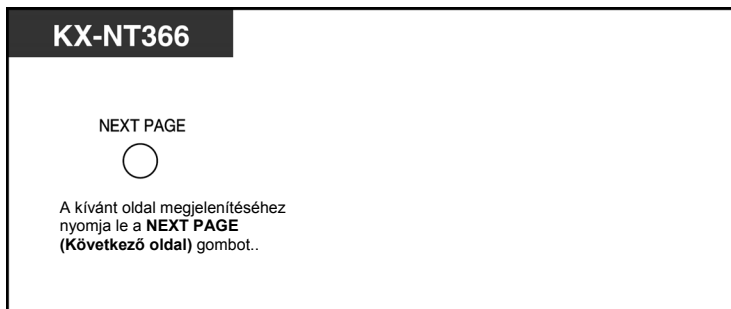 KX-NT366
NEXT PAGE
A kívánt oldal megjelenítéséhez
nyomja le a NEXT PAGE
(Következő oldal) gombot..